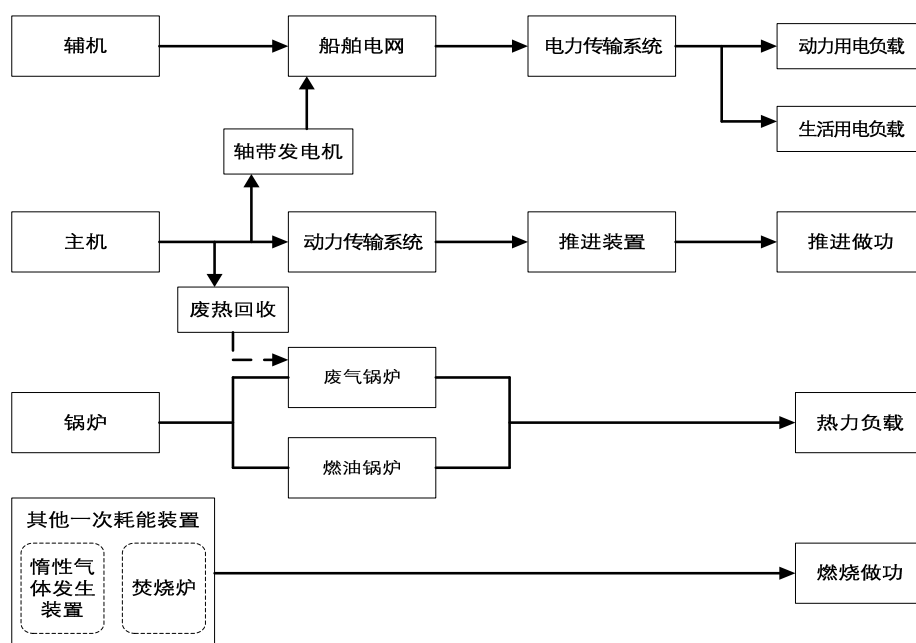 辅机
船舶电网
电力传输系统
动力用电负载
生活用电负载
轴带发电机
主机
动力传输系统
推进装置
推进做功
废热回收
废气锅炉
锅炉
热力负载
燃油锅炉
其他一次耗能装置
惰性气
体发生
装置
焚烧炉
燃烧做功